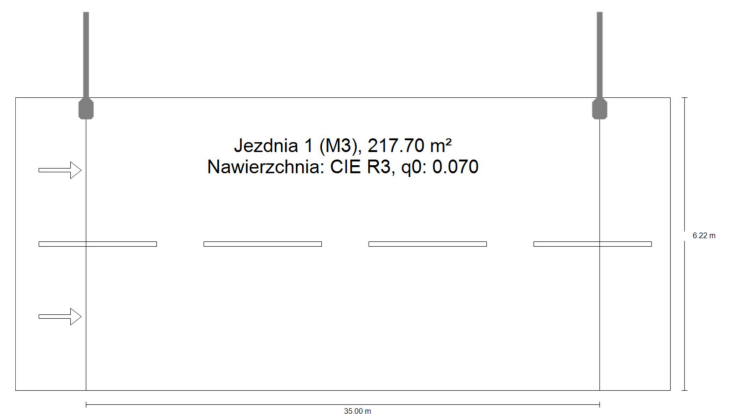 Jezdnia 1 (M3), 217.70 m²
Nawierzchnia: CIE R3, q0: 0.070
6.22 m
35.00 m